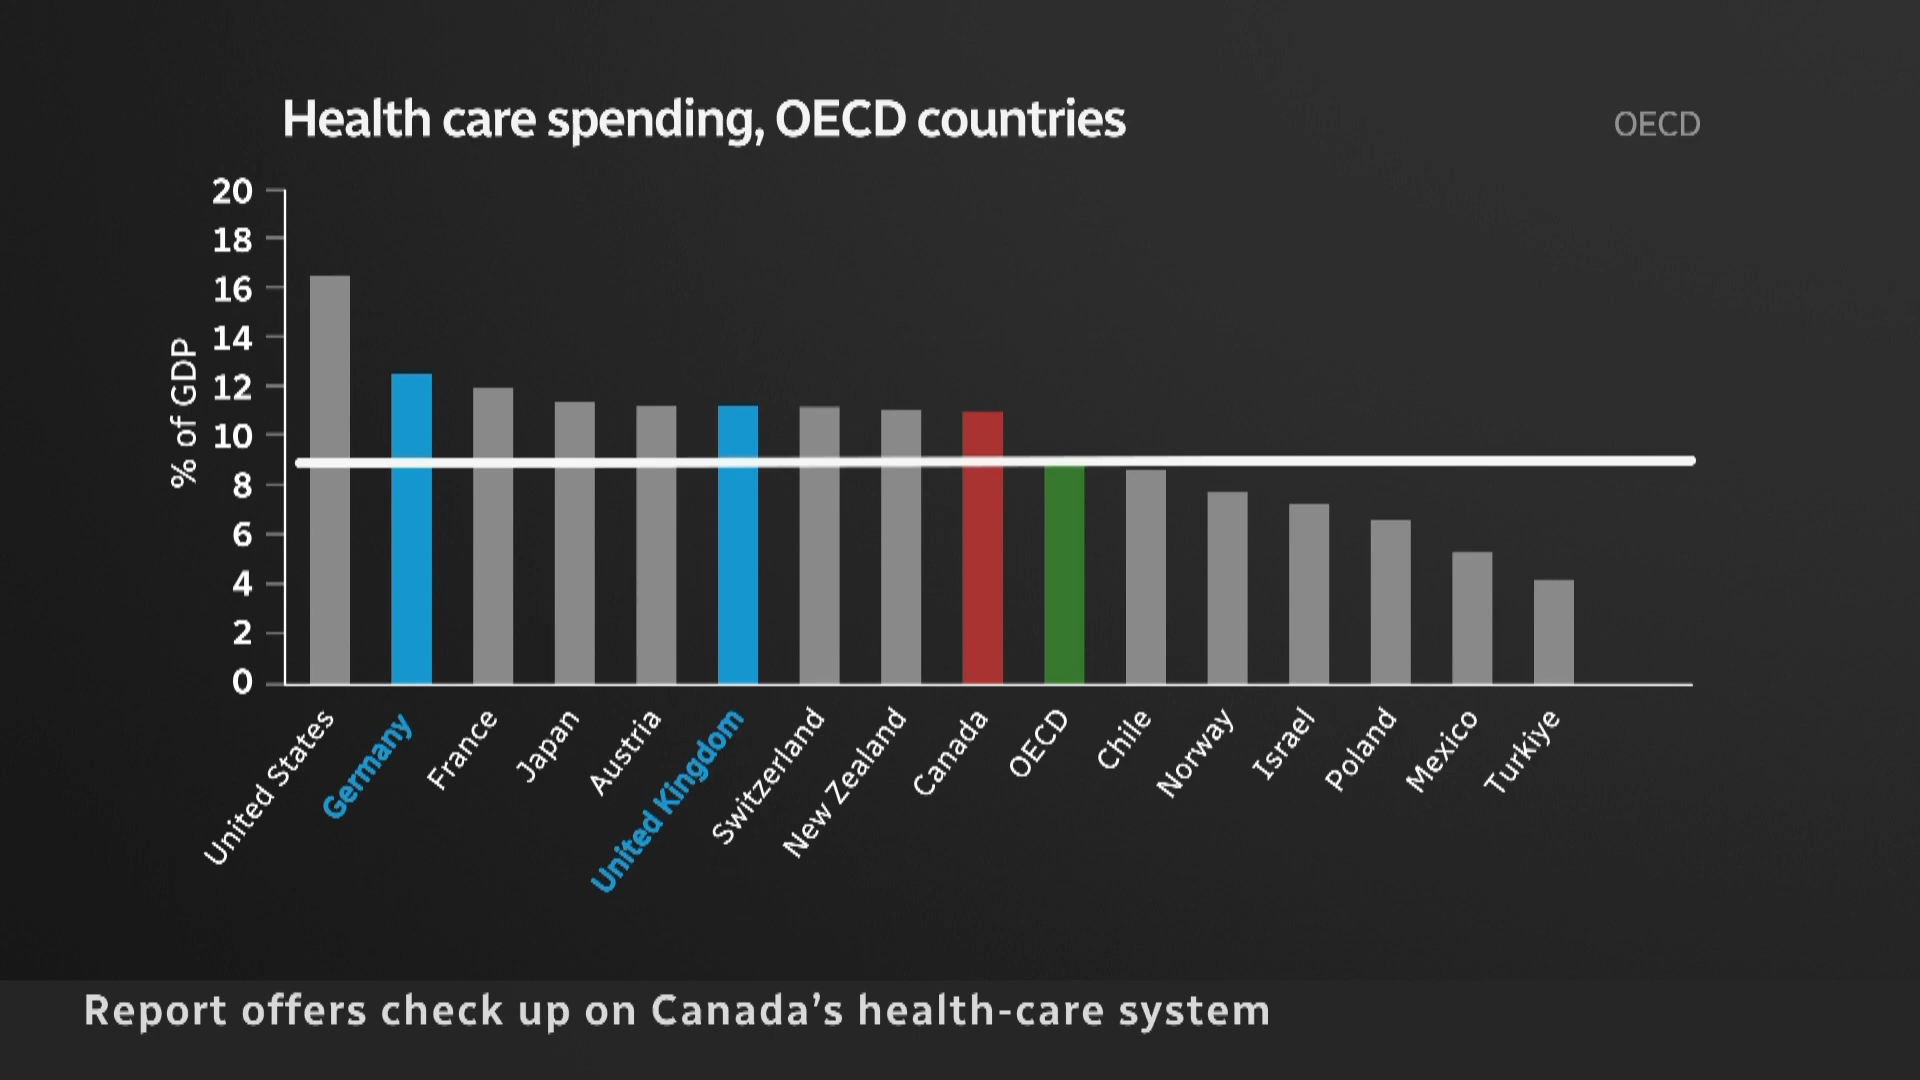 Health care spending, OECD countries
OECD
% of GDP
20
18
16
14
12
10
8
6
4
2
0
United States
Germany
France
Japan
Austria
United Kingdom
Switzerland
New Zealand
Canada
OECD
Chile
Norway
Israel
Poland
Mexico
Turkiye
Report offers check up on Canada’s health-care system